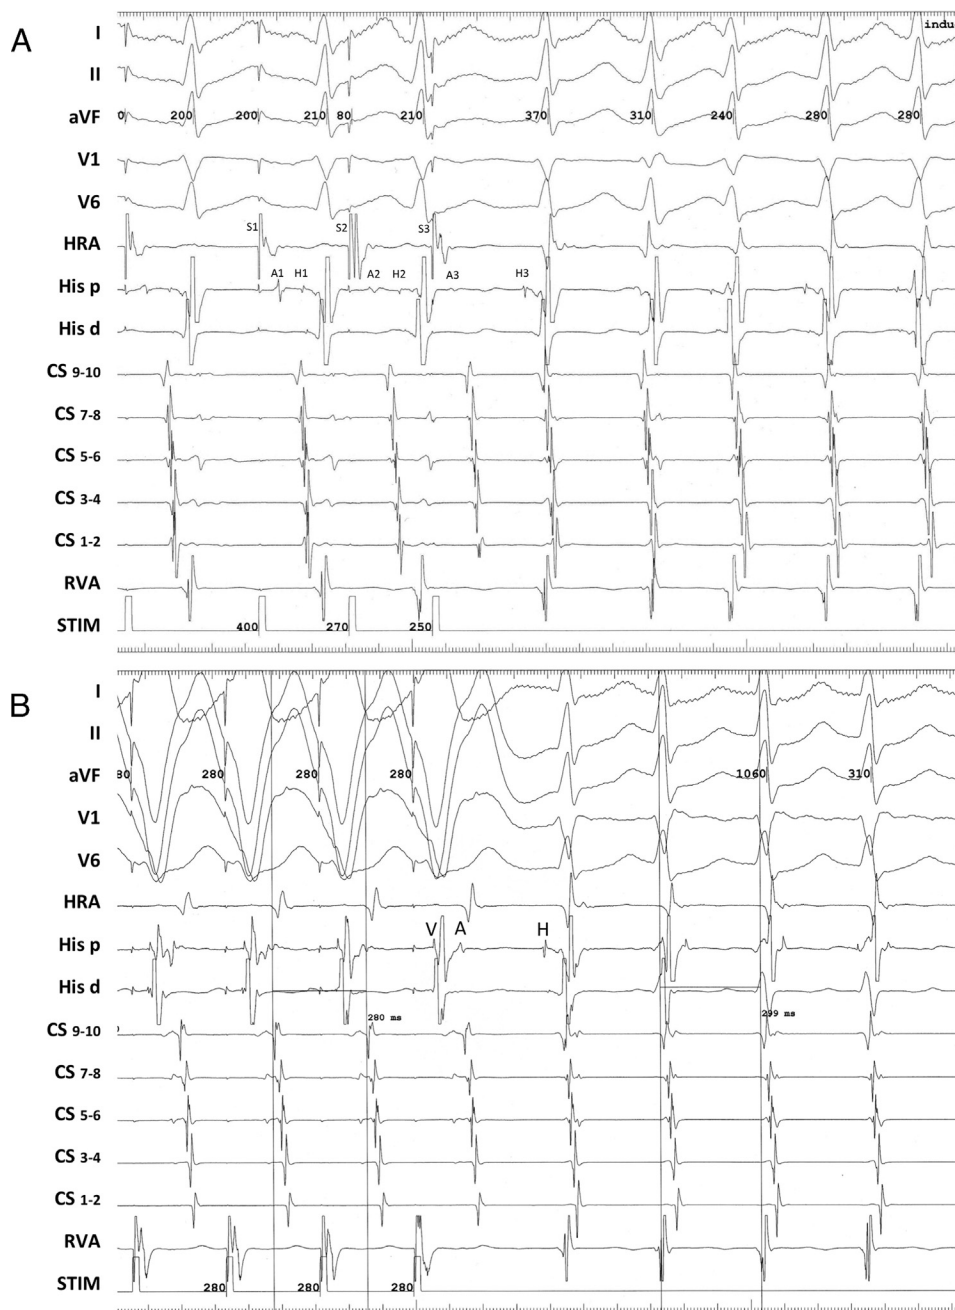 A
I
indu
II
aVF 0 200 200 210 80 210 370 310 240 280 280
V1
V6
HRA S1 S2 S3
His p A1 H1 A2 H2 A3 H3
His d
CS 9-10
CS 7-8
CS 5-6
CS 3-4
CS 1-2
RVA
STIM 400 270 250
B
I
II
aVF 80 280 280 280 1060 310
V1
V6
HRA
His p V A H
His d
280 ms 299 ms
CS 9-10
CS 7-8
CS 5-6
CS 3-4
CS 1-2
RVA
STIM 280 280 280